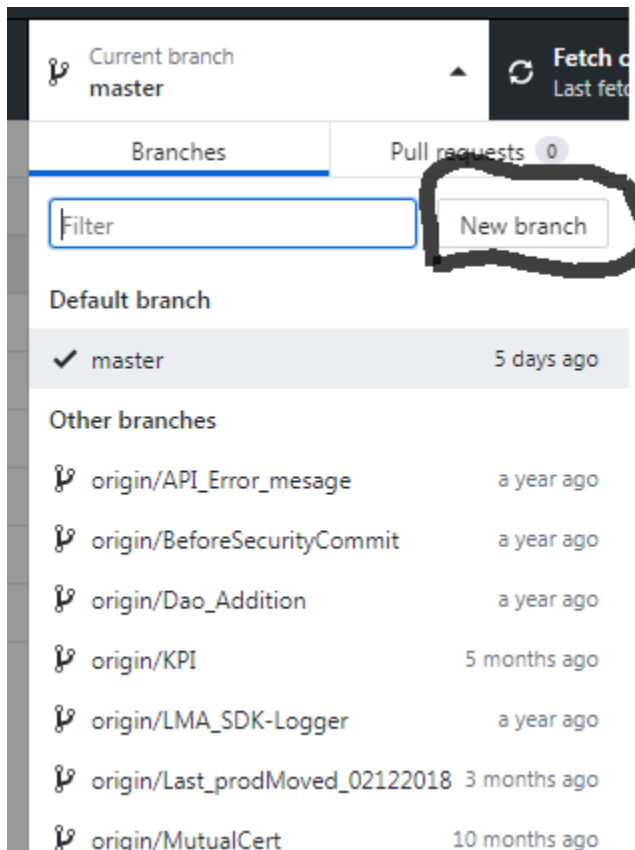 Current branch
master
Fetch o
Last fetc
Branches
Pull requests 0
Filter
New branch
Default branch
master 5 days ago
Other branches
origin/API_Error_mesage a year ago
origin/BeforeSecurityCommit a year ago
origin/Dao_Addition a year ago
origin/KPI 5 months ago
origin/LMA_SDK-Logger a year ago
origin/Last_prodMoved_02122018 3 months ago
origin/MutualCert 10 months ago